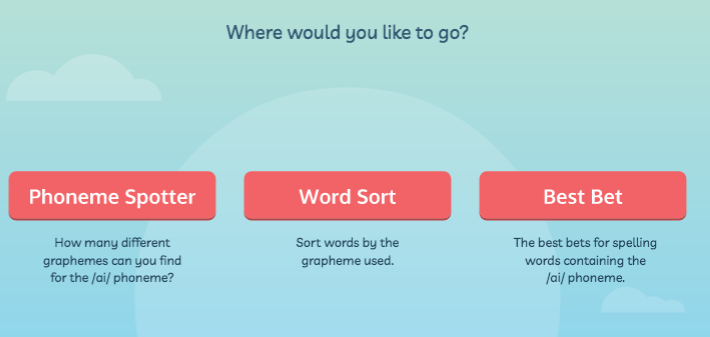 Where would you like to go?
Phoneme Spotter
How many different
graphemes can you find
for the /ai/ phoneme?
Word Sort
Sort words by the
grapheme used.
Best Bet
The best bets for spelling
words containing the
/ai/ phoneme.